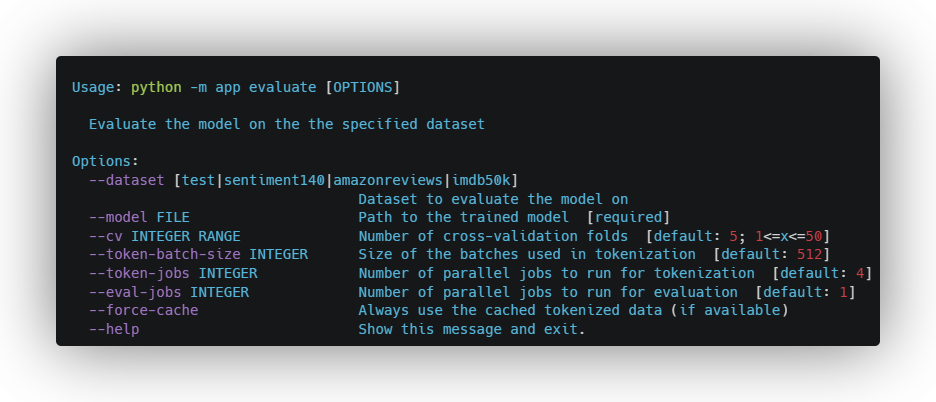 Usage: python -m app evaluate [OPTIONS]
Evaluate the model on the the specified dataset
Options:
--dataset [test|sentiment140|amazonreviews|imdb50k]
Dataset to evaluate the model on
--model FILE Path to the trained model [required]
--cv INTEGER RANGE Number of cross-validation folds [default: 5; 1<=x<=50]
--token-batch-size INTEGER Size of the batches used in tokenization [default: 512]
--token-jobs INTEGER Number of parallel jobs to run for tokenization [default: 4]
--eval-jobs INTEGER Number of parallel jobs to run for evaluation [default: 1]
--force-cache Always use the cached tokenized data (if available)
--help Show this message and exit.